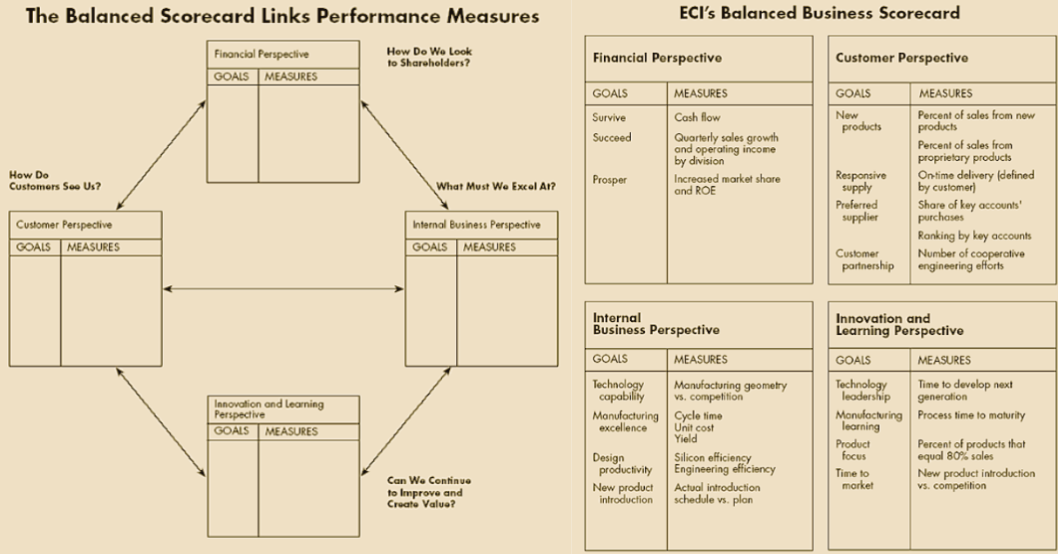 The Balanced Scorecard Links Performance Measures
Financial Perspective
GOALS MEASURES
How Do We Look
to Shareholders?
How Do
Customers See Us?
What Must We Excel At?
Customer Perspective
GOALS MEASURES
Internal Business Perspective
GOALS MEASURES
Innovation and Learning
Perspective
GOALS MEASURES
Can We Continue
to Improve and
Create Value?
ECI's Balanced Business Scorecard
Financial Perspective
GOALS MEASURES
Survive Cash flow
Succeed Quarterly sales growth
and operating income
by division
Prosper Increased market share
and ROE
Customer Perspective
GOALS MEASURES
New Percent of sales from new
products products
Percent of sales from
proprietary products
Responsive On-time delivery (defined
supply by customer)
Preferred Share of key accounts'
supplier purchases
Ranking by key accounts
Customer Number of cooperative
partnership engineering efforts
Internal
Business Perspective
GOALS MEASURES
Technology Manufacturing geometry
capability vs. competition
Manufacturing Cycle time
excellence Unit cost
Yield
Design Silicon efficiency
productivity Engineering efficiency
New product Actual introduction
introduction schedule vs. plan
Innovation and
Learning Perspective
GOALS MEASURES
Technology Time to develop next
leadership generation
Manufacturing Process time to maturity
learning
Product Percent of products that
focus equal 80% sales
Time to New product introduction
market vs. competition